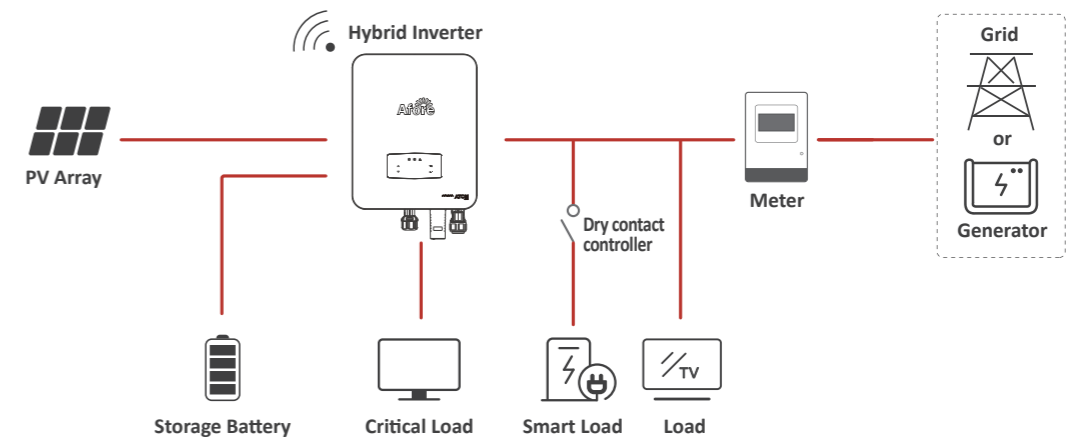 Hybrid Inverter
Grid
Afore
PV Array
or
Meter
Dry contact
controller
Generator
TV
Storage Battery
Critical Load
Smart Load
Load